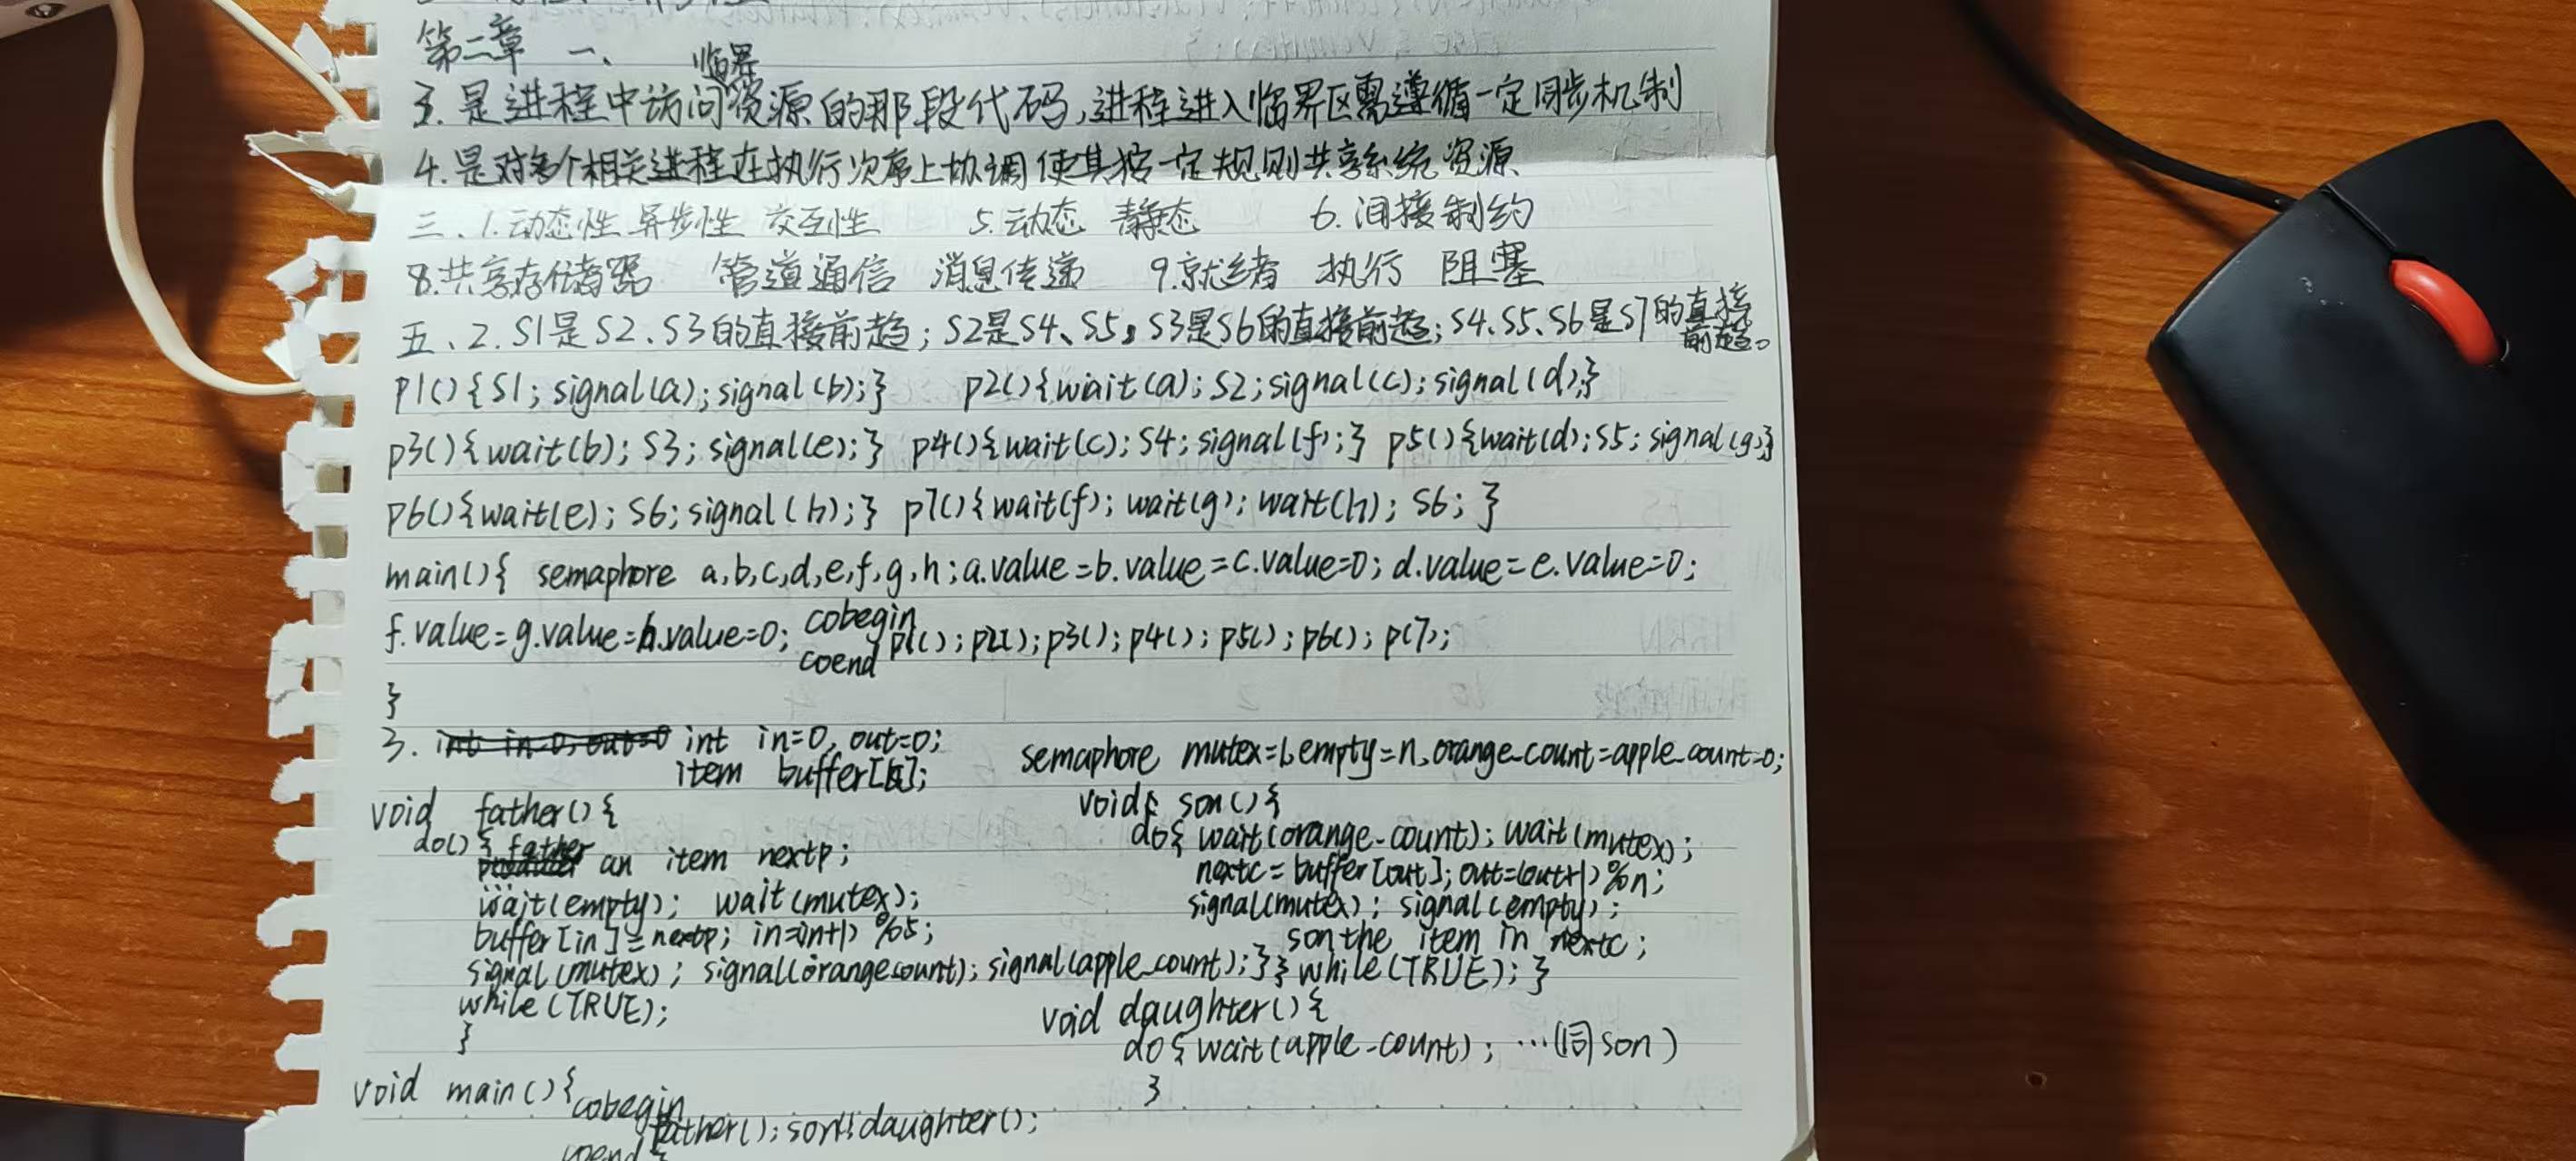 第二章 一、
3. 是进程中访问临界资源的那段代码,进程进入临界区需遵循一定同步机制
4. 是对多个相关进程在执行次序上协调使其按一定规则共享系统资源
三、1.动态性 异步性 交互性 5.动态 静态 6.间接制约
8.共享存储器 管道通信 消息传递 9.就绪 执行 阻塞
五、2. S1是S2、S3的直接前趋; S2是S4、S5, S3是S6的直接前趋; S4、S5、S6是S7的直接前趋。
p1(){S1; signal(a); signal(b);} p2(){wait(a); S2; signal(c); signal(d);}
p3(){wait(b); S3; signal(e);} p4(){wait(c); S4; signal(f);} p5(){wait(d); S5; signal(g);}
p6(){wait(e); S6; signal(h);} p7(){wait(f); wait(g); wait(h); S6; }
main(){ semaphore a,b,c,d,e,f,g,h; a.value=b.value=c.value=0; d.value=e.value=0;
f.value=g.value=h.value=0; cobegin
p1(); p2(); p3(); p4(); p5(); p6(); p(7);
coend
}
3. int in=0, out=0; semaphore mutex=1, empty=n, orange_count=apple_count=0;
item buffer[];
void father(){
do(){ father an item nextp;
...
wait(empty); wait(mutex);
buffer[in]=nextp; in=(in+1) %5;
signal(mutex); signal(orangecount); signal(apple_count);}
while(TRUE);
}
void son(){
do{ wait(orange-count); wait(mutex);
nextc=buffer[out]; out=(out+1)%n;
signal(mutex); signal(empty);
son the item in nextc;
} while(TRUE); }
void daughter(){
do{ wait(apple-count); …(同son)
}
void main(){
cobegin
father(); son(); daughter();
coend